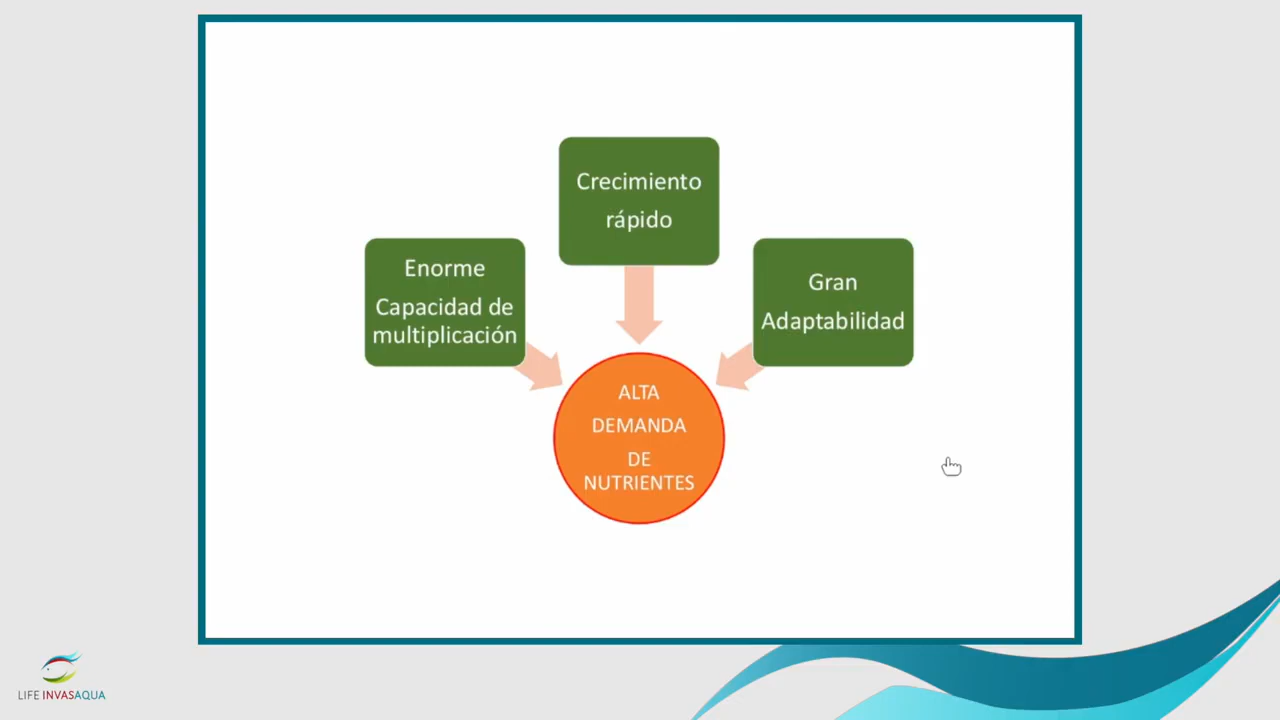 Crecimiento
rápido
Enorme
Capacidad de
multiplicación
Gran
Adaptabilidad
ALTA
DEMANDA
DE
NUTRIENTES
LIFE INVASAQUA